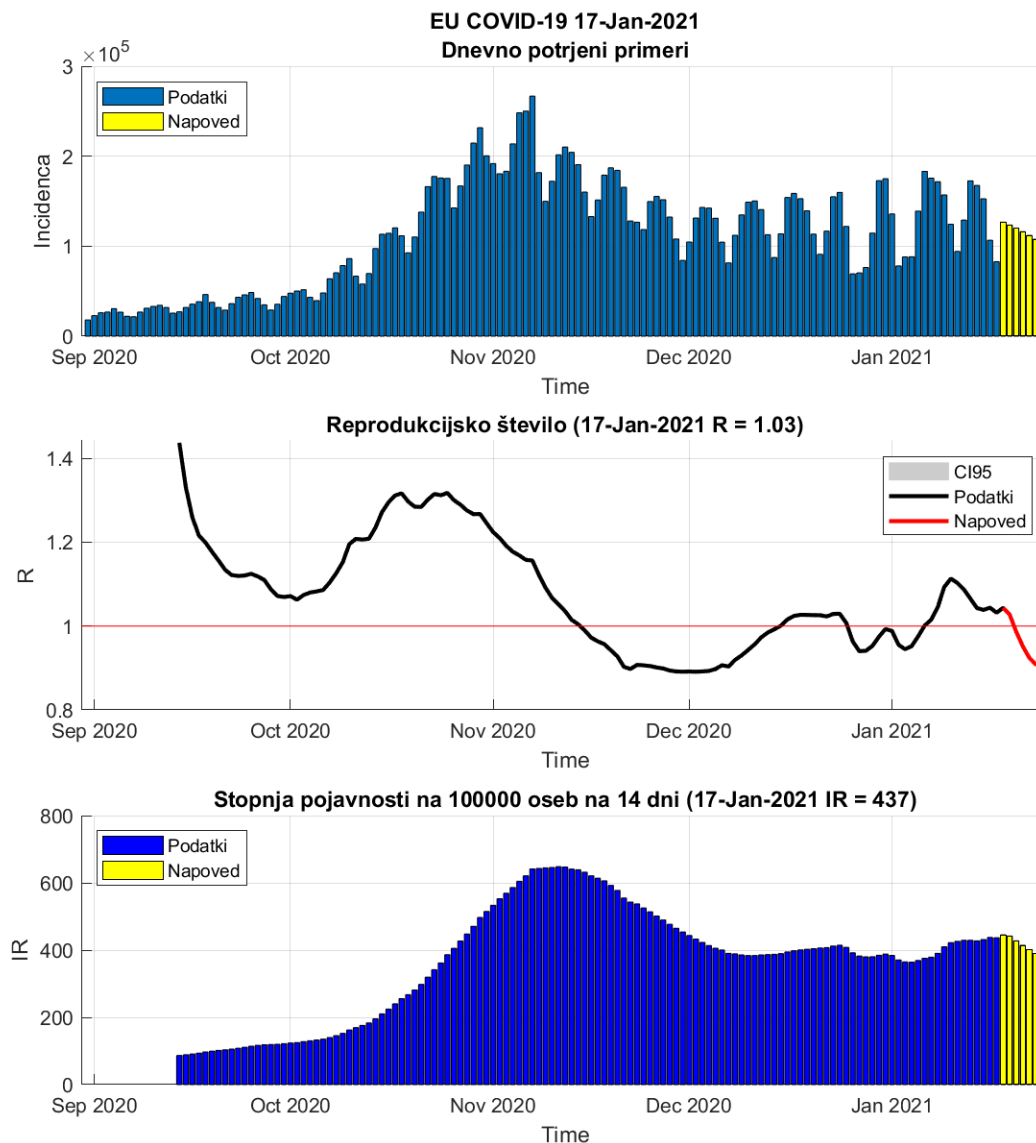 EU COVID-19 17-Jan-2021
Dnevno potrjeni primeri
×10⁵
3
2
1
0
Incidenca
Podatki
Napoved
Sep 2020 Oct 2020 Nov 2020 Dec 2020 Jan 2021
Time
Reprodukcijsko število (17-Jan-2021 R = 1.03)
1.4
1.2
1
0.8
R
CI95
Podatki
Napoved
Sep 2020 Oct 2020 Nov 2020 Dec 2020 Jan 2021
Time
Stopnja pojavnosti na 100000 oseb na 14 dni (17-Jan-2021 IR = 437)
800
600
400
200
0
IR
Podatki
Napoved
Sep 2020 Oct 2020 Nov 2020 Dec 2020 Jan 2021
Time